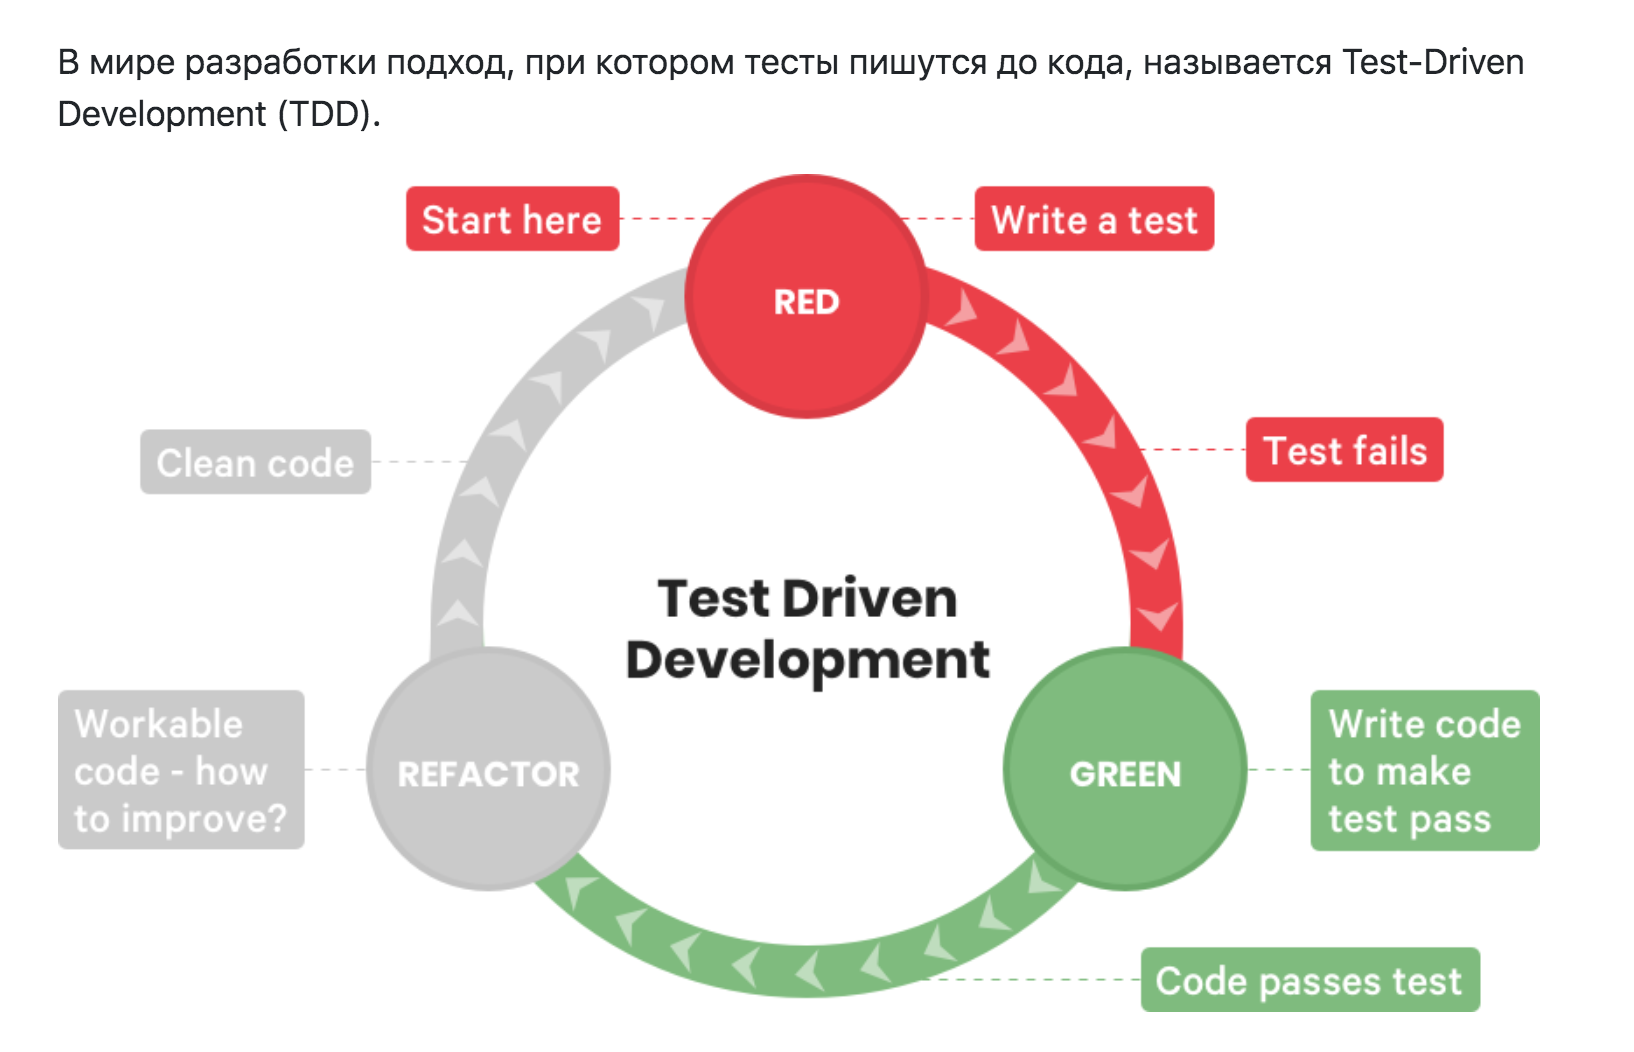 В мире разработки подход, при котором тесты пишутся до кода, называется Test-Driven
Development (TDD).
Start here
Write a test
RED
Test fails
Clean code
Test Driven
Development
Workable
code - how
to improve?
REFACTOR
GREEN
Write code
to make
test pass
Code passes test